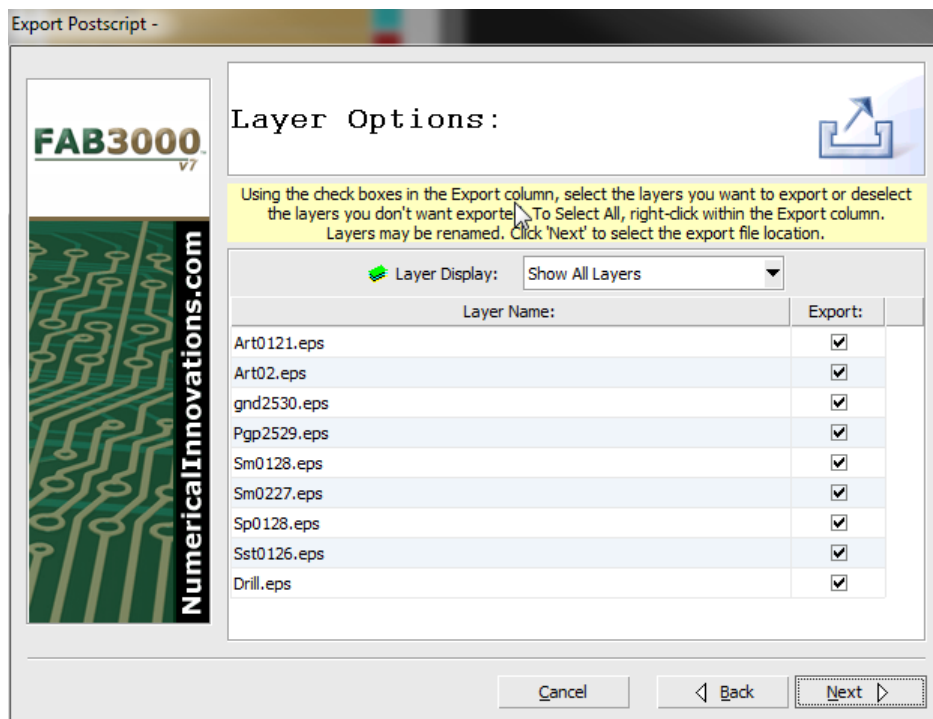 Export Postscript -
FAB3000
v7
NumericalInnovations.com
Layer Options:
Using the check boxes in the Export column, select the layers you want to export or deselect
the layers you don't want exporte To Select All, right-click within the Export column.
Layers may be renamed. Click 'Next' to select the export file location.
Layer Display: Show All Layers
Layer Name: Export:
Art0121.eps
Art02.eps
gnd2530.eps
Pgp2529.eps
Sm0128.eps
Sm0227.eps
Sp0128.eps
Sst0126.eps
Drill.eps
Cancel Back Next